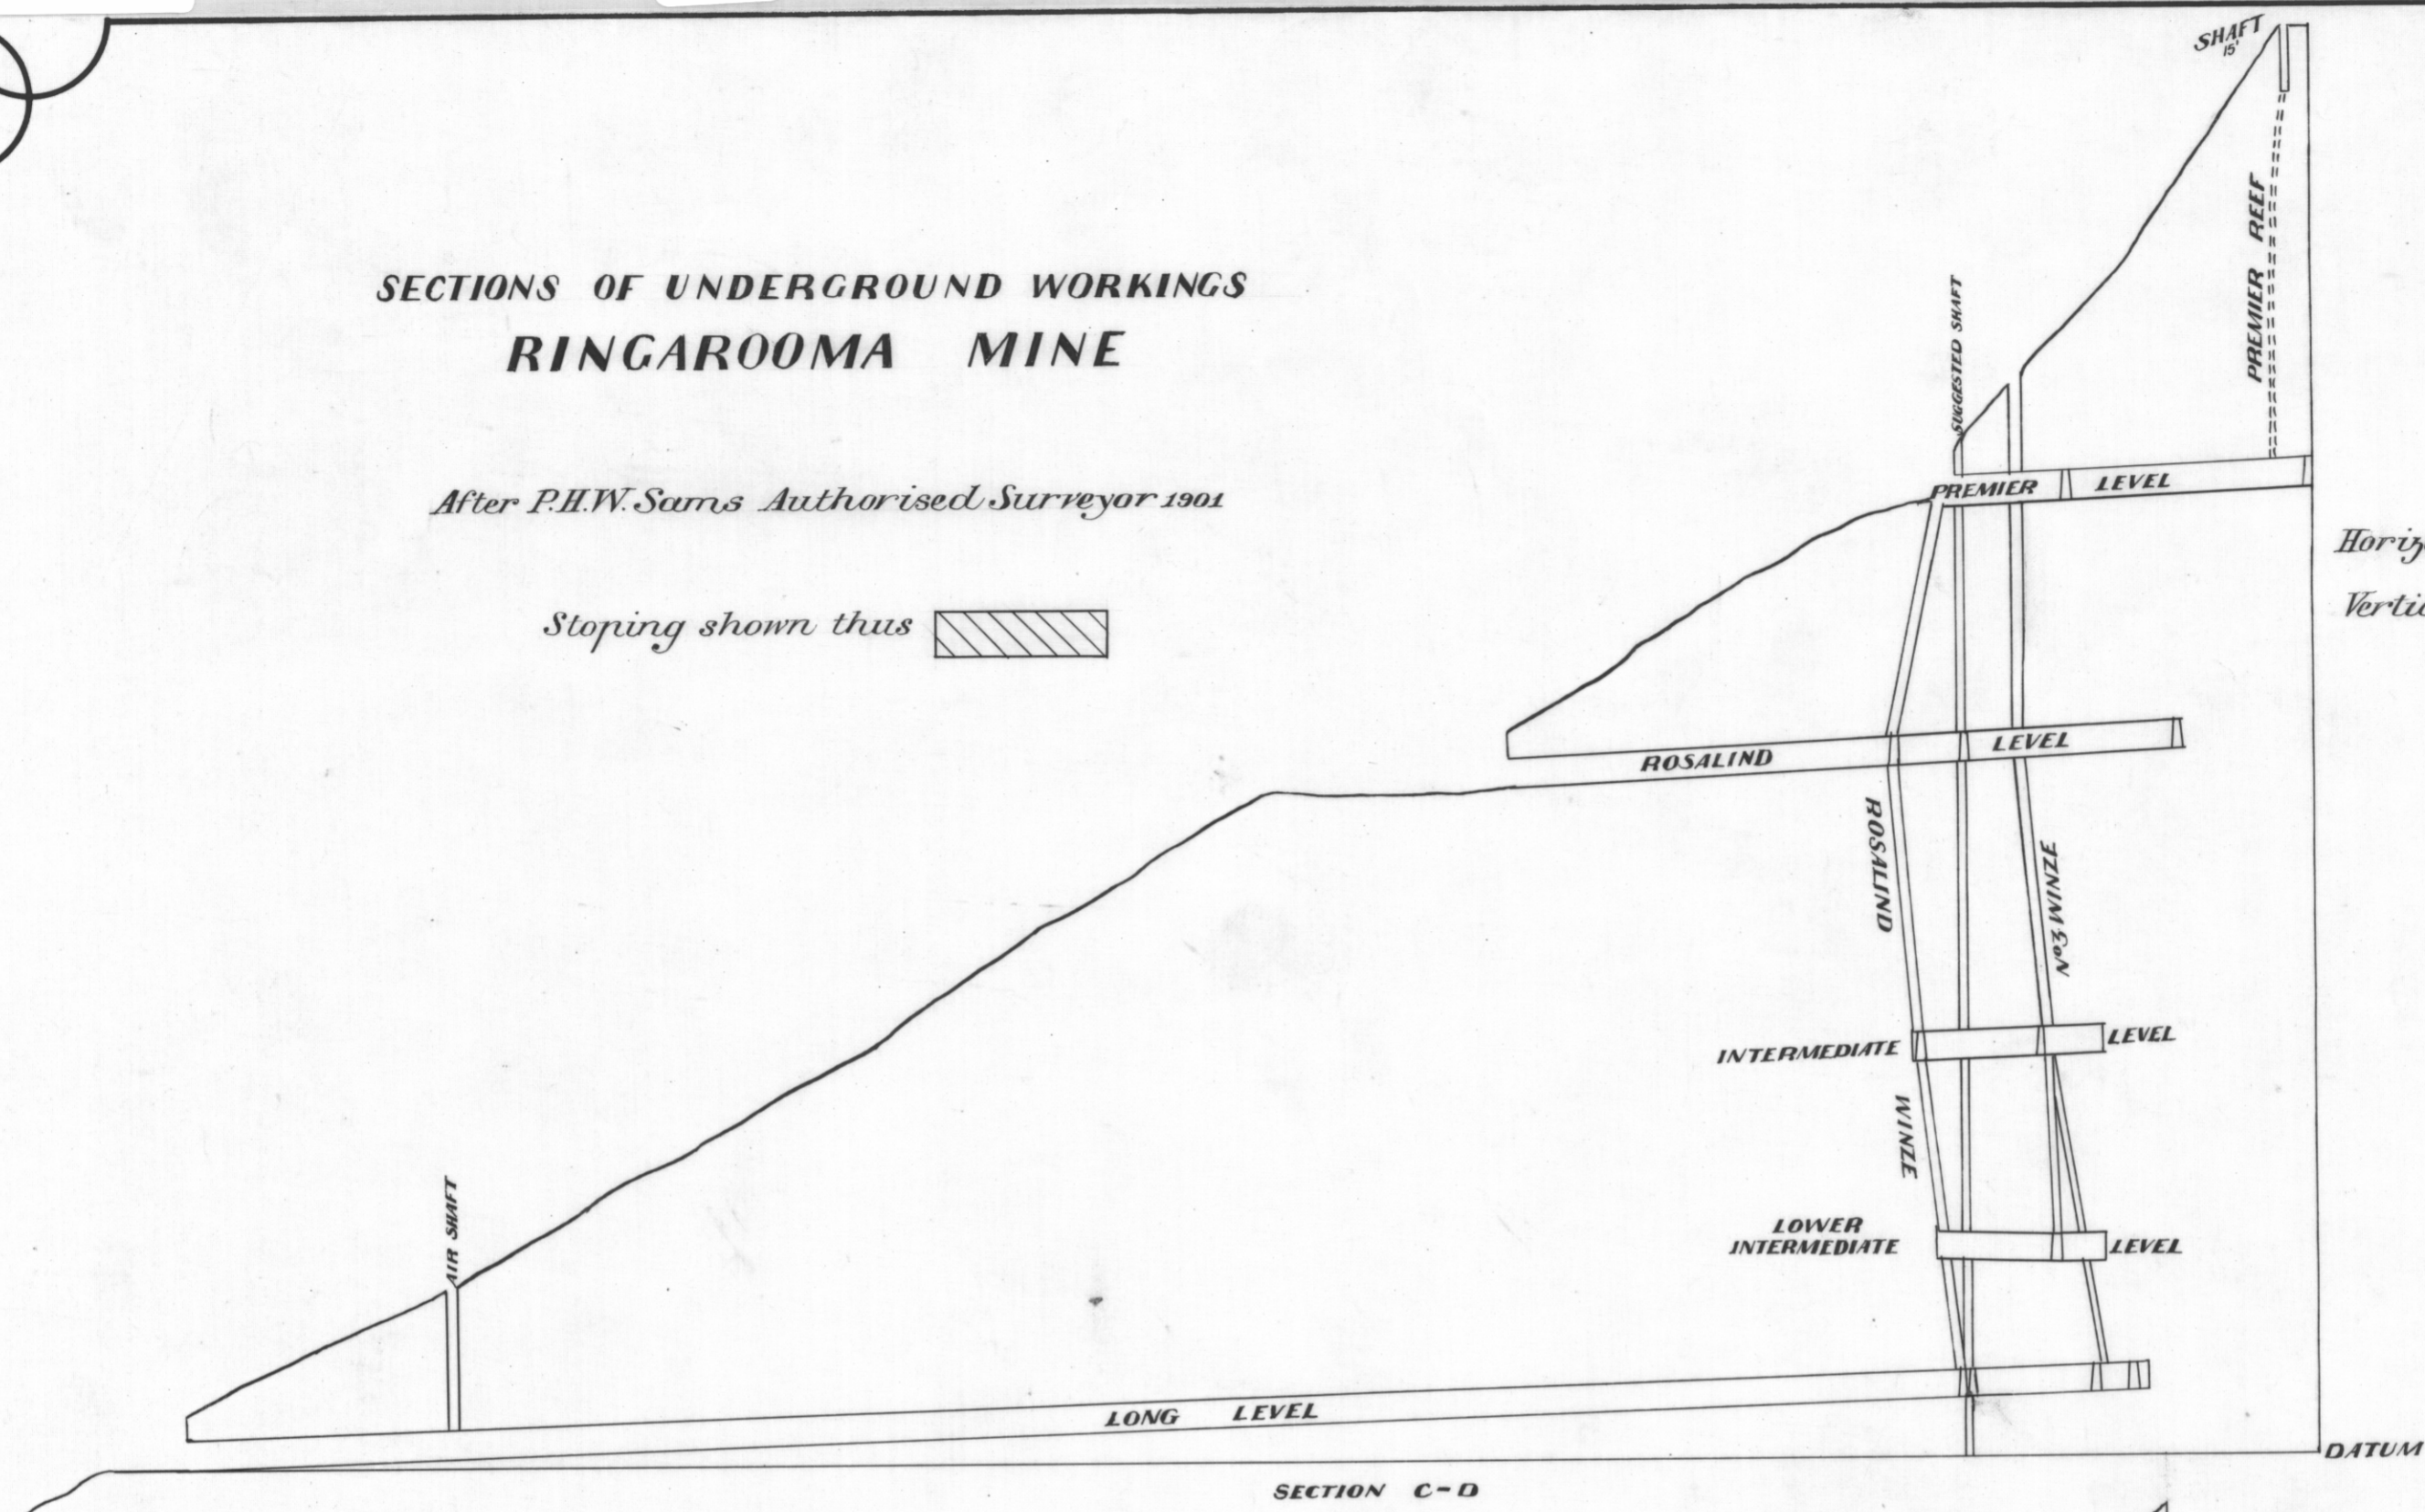 SHAFT
15'
SECTIONS OF UNDERGROUND WORKINGS
RINGAROOMA MINE
After P.H.W. Sams Authorised Surveyor 1901
Stoping shown thus
SUGGESTED SHAFT
PREMIER REEF
PREMIER LEVEL
ROSALIND LEVEL
ROSALIND
WINZE
No3 WINZE
INTERMEDIATE LEVEL
LOWER
INTERMEDIATE LEVEL
AIR SHAFT
LONG LEVEL
DATUM
SECTION C-D